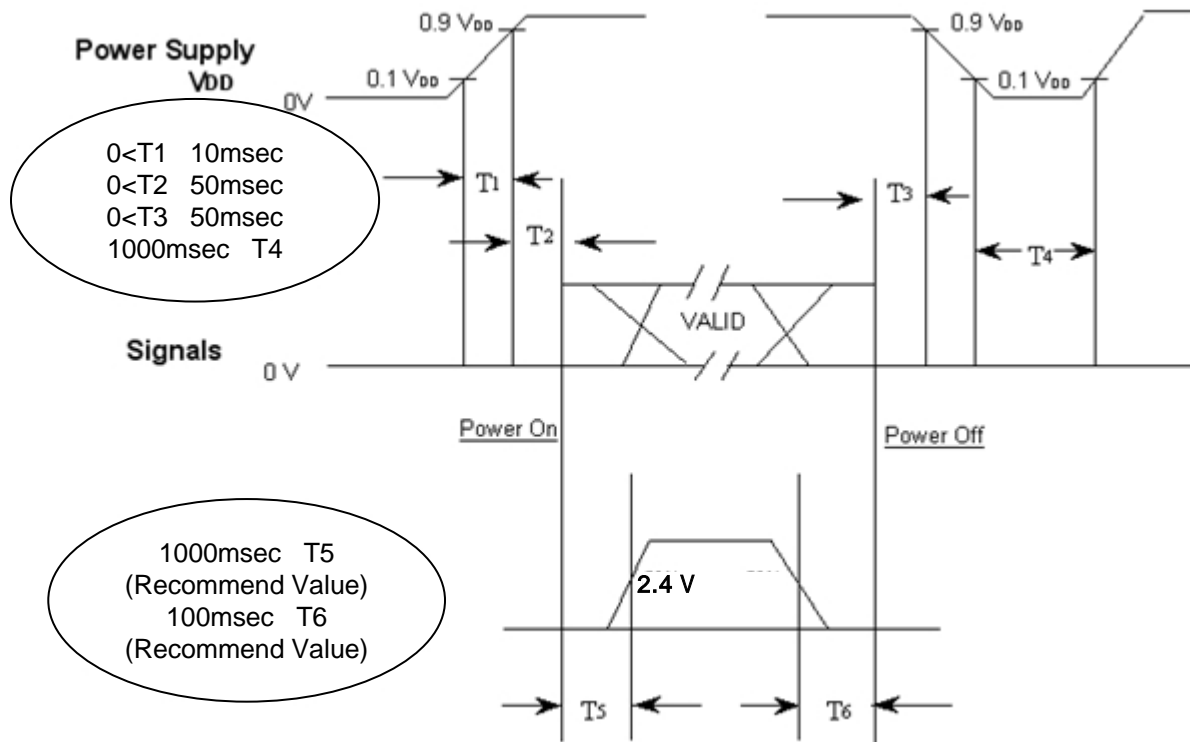 0.9 VDD
0.9 VDD
Power Supply
VDD
0.1 VDD
0.1 VDD
0V
0<T1 10msec
0<T2 50msec
0<T3 50msec
1000msec T4
T1
T3
T2
T4
VALID
Signals
0 V
Power On
Power Off
1000msec T5
(Recommend Value)
100msec T6
(Recommend Value)
2.4 V
T5
T6